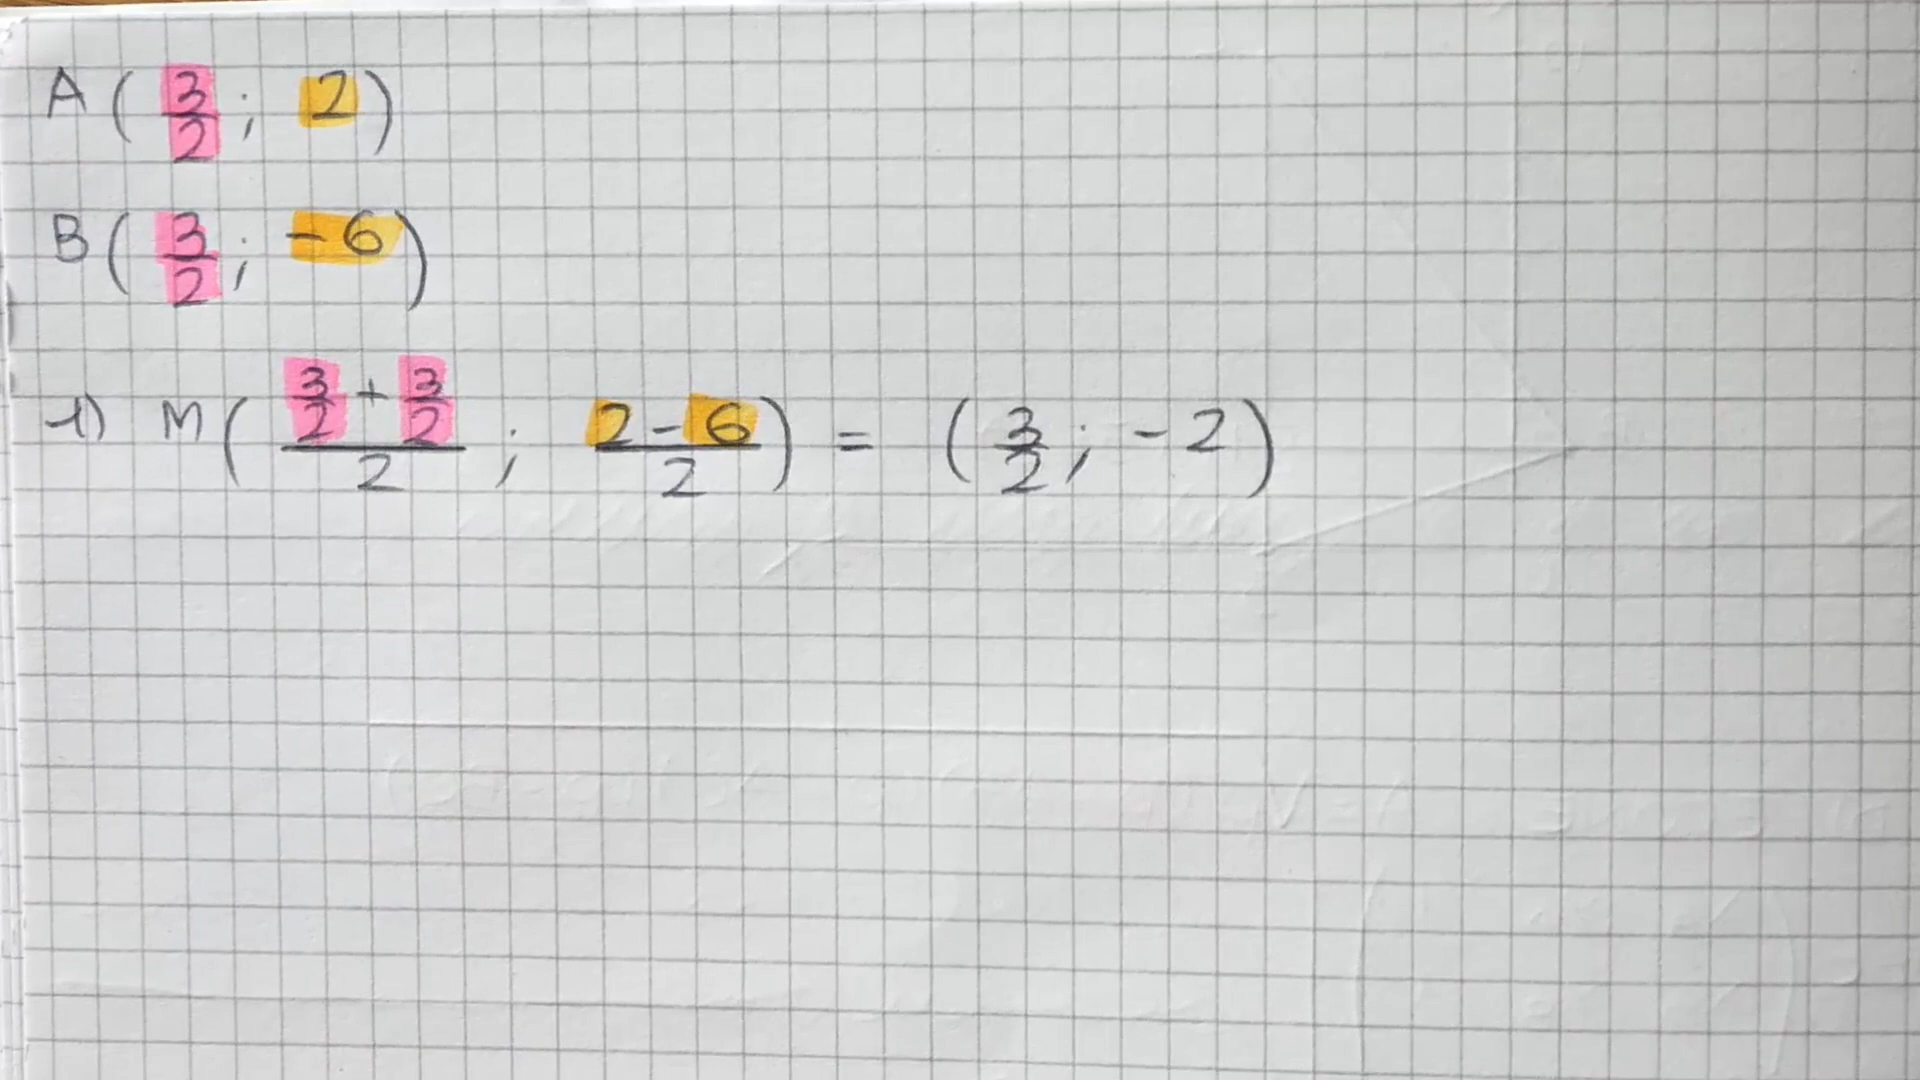 A ( 3/2 ; 2 )
B ( 3/2 ; - 6 )
1) M ( (3/2 + 3/2)/2 ; (2 - 6)/2 ) = ( 3/2 ; - 2 )